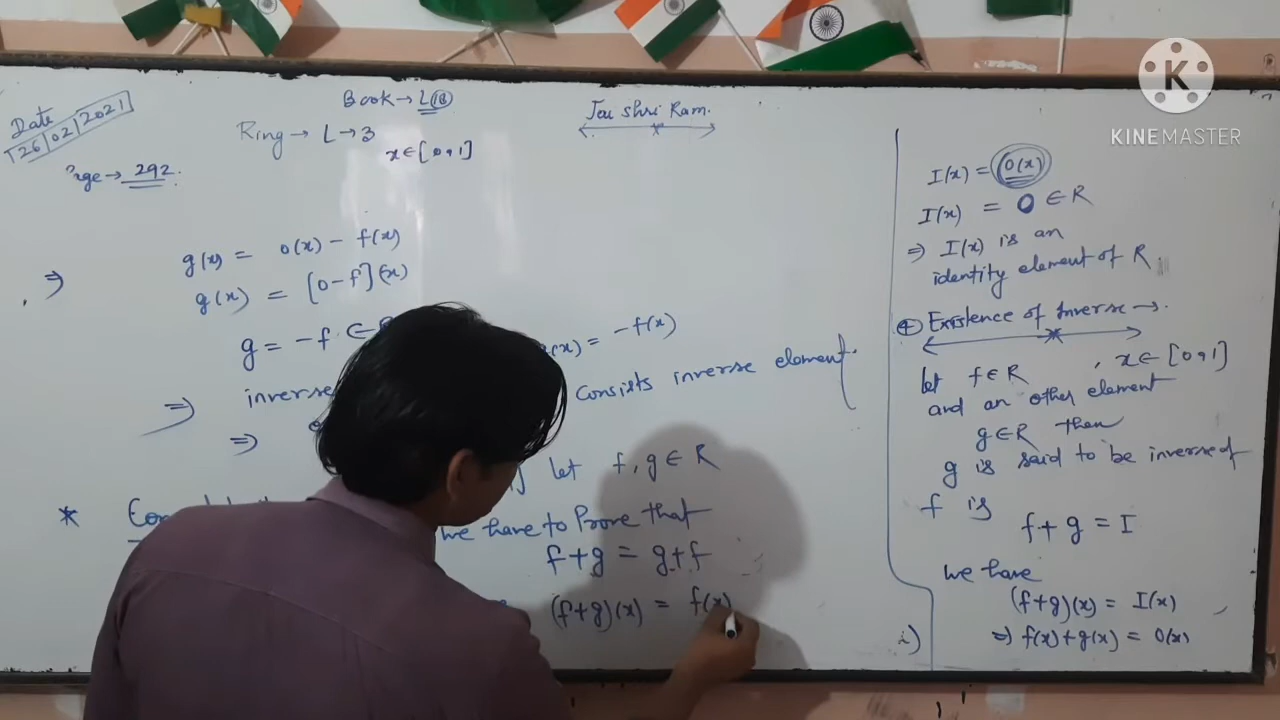 Date
26/02/2021
Book → L(B)
Ring → L → 3
x ∈ [0,1]
Jai Shri Ram.
Page → 292.
⇒ g(x) = 0(x) - f(x)
g(x) = [0-f](x)
g = -f ∈ R
(x) = -f(x)
⇒ inverse
consists inverse element.
⇒
let f, g ∈ R
*
we have to Prove that
f+g = g+f
(f+g)(x) = f(x)
I(x) = 0(x)
I(x) = 0 ∈ R
⇒ I(x) is an
identity element of R
④ Existence of Inverse →.
let f∈R , x∈[0,1]
and an other element
g∈R then
g is said to be inverse of
f is
f+g = I
we have
(f+g)(x) = I(x)
i) ⇒ f(x)+g(x) = 0(x)
K
KINEMASTER